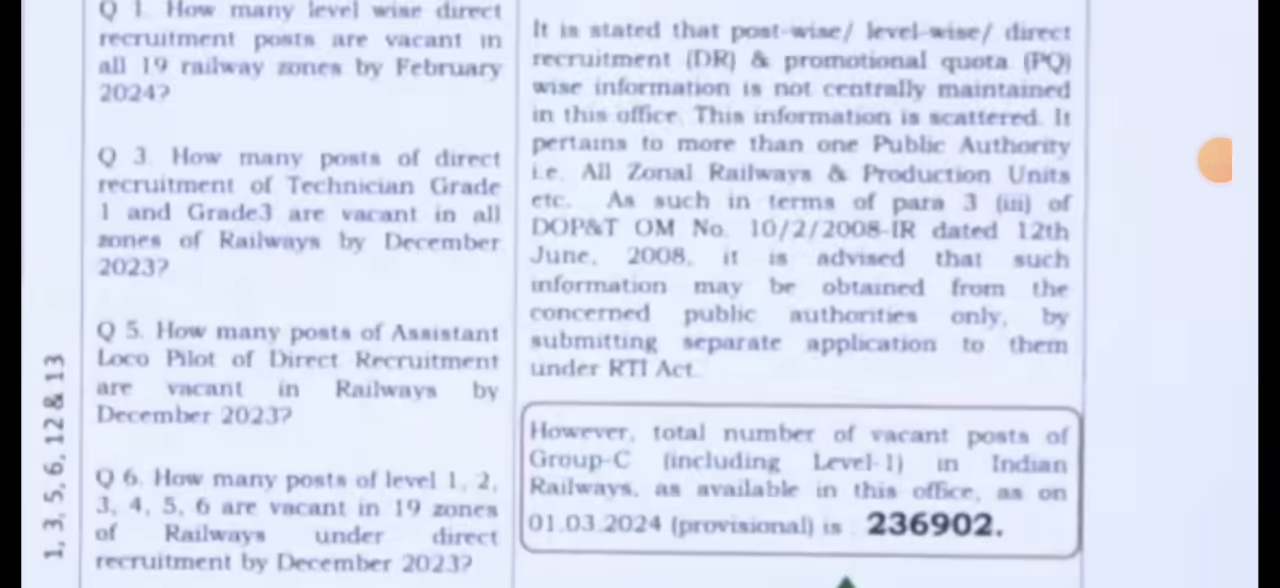 Q 1. How many level wise direct
recruitment posts are vacant in
all 19 railway zones by February
2024?
Q 3. How many posts of direct
recruitment of Technician Grade
1 and Grade3 are vacant in all
zones of Railways by December
2023?
Q 5. How many posts of Assistant
Loco Pilot of Direct Recruitment
are vacant in Railways by
December 2023?
Q 6. How many posts of level 1, 2,
3, 4, 5, 6 are vacant in 19 zones
of Railways under direct
recruitment by December 2023?
1, 3, 5, 6, 12 & 13
It is stated that post-wise/ level-wise/ direct
recruitment (DR) & promotional quota (PQ)
wise information is not centrally maintained
in this office. This information is scattered. It
pertains to more than one Public Authority
i.e. All Zonal Railways & Production Units
etc. As such in terms of para 3 (iii) of
DOP&T OM No. 10/2/2008-IR dated 12th
June, 2008, it is advised that such
information may be obtained from the
concerned public authorities only, by
submitting separate application to them
under RTI Act.
However, total number of vacant posts of
Group-C (including Level-1) in Indian
Railways, as available in this office, as on
01.03.2024 (provisional) is 236902.